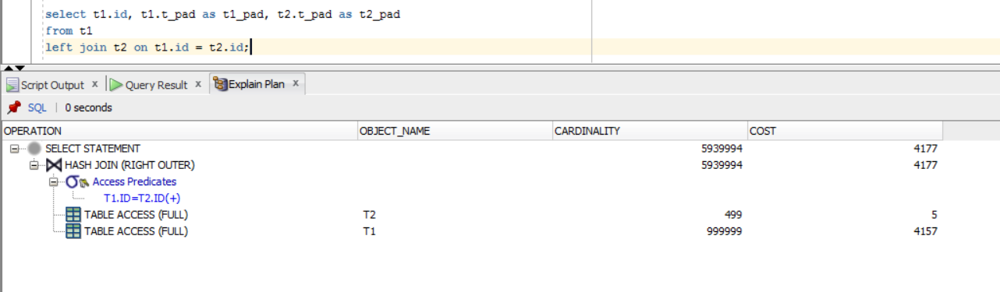 select t1.id, t1.t_pad as t1_pad, t2.t_pad as t2_pad
from t1
left join t2 on t1.id = t2.id;
Script Output x Query Result x Explain Plan x
SQL | 0 seconds
OPERATION OBJECT_NAME CARDINALITY COST
SELECT STATEMENT 5939994 4177
HASH JOIN (RIGHT OUTER) 5939994 4177
Access Predicates
T1.ID=T2.ID(+)
TABLE ACCESS (FULL) T2 499 5
TABLE ACCESS (FULL) T1 999999 4157